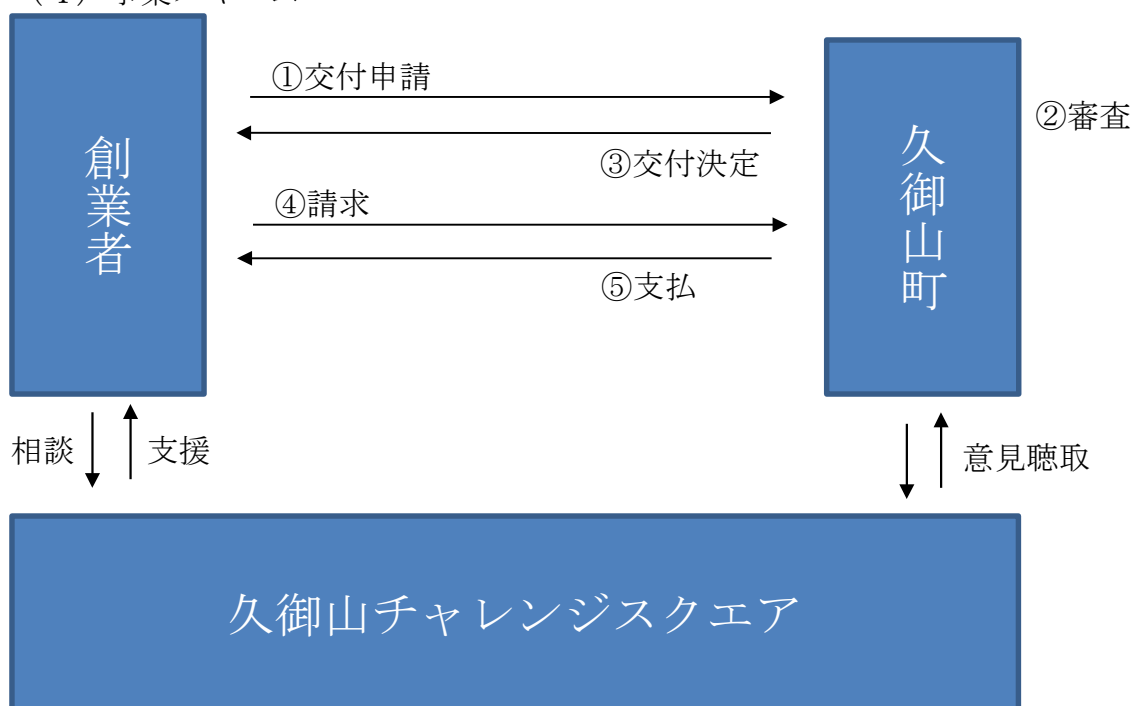 ①交付申請
②審査
③交付決定
④請求
⑤支払
創業者
久御山町
相談
支援
意見聴取
久御山チャレンジスクエア